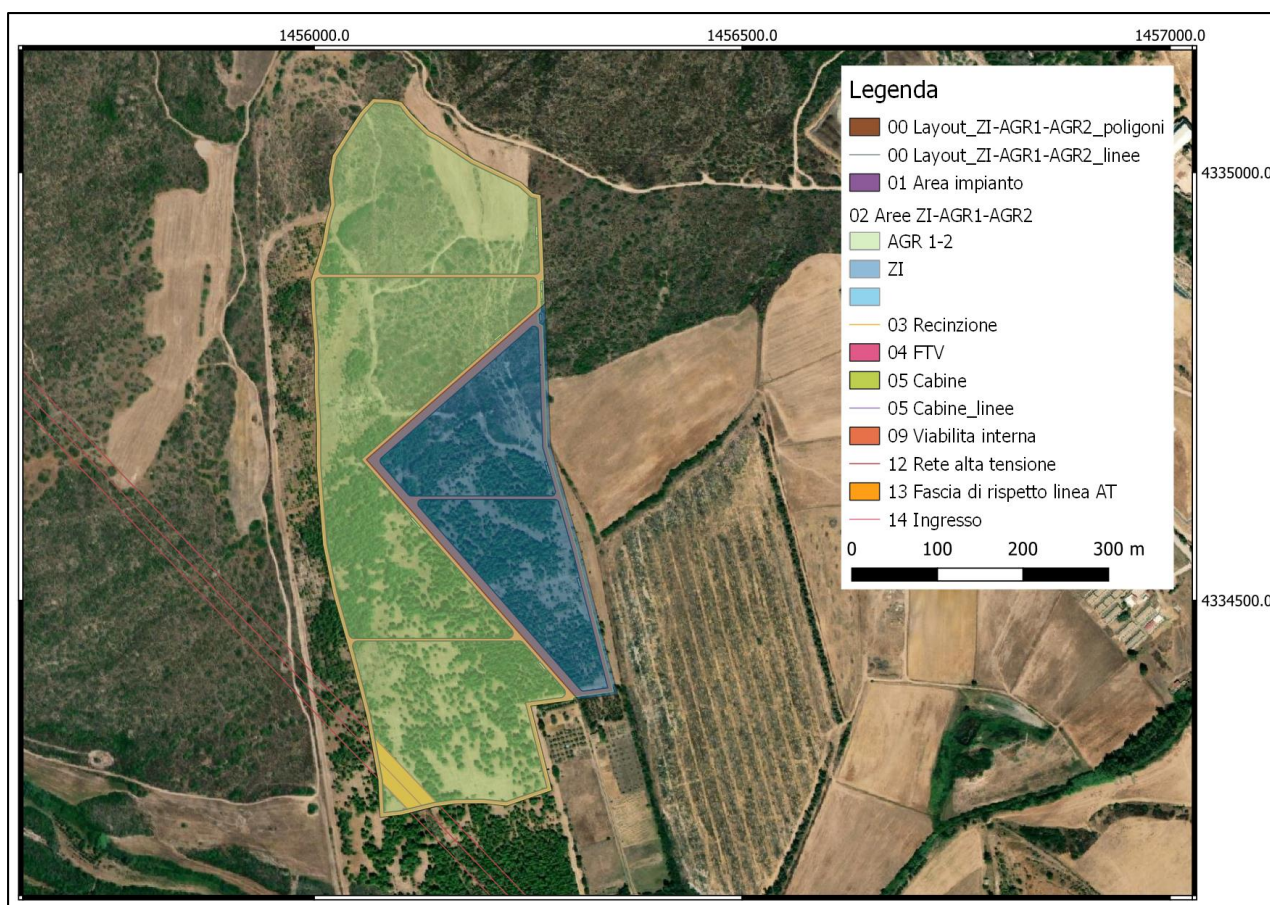 1456000.0
1456500.0
1457000.0
Legenda
00 Layout_ZI-AGR1-AGR2_poligoni
00 Layout_ZI-AGR1-AGR2_linee
01 Area impianto
02 Aree ZI-AGR1-AGR2
AGR 1-2
ZI
03 Recinzione
04 FTV
05 Cabine
05 Cabine_linee
09 Viabilita interna
12 Rete alta tensione
13 Fascia di rispetto linea AT
14 Ingresso
0 100 200 300 m
4335000.0
4334500.0